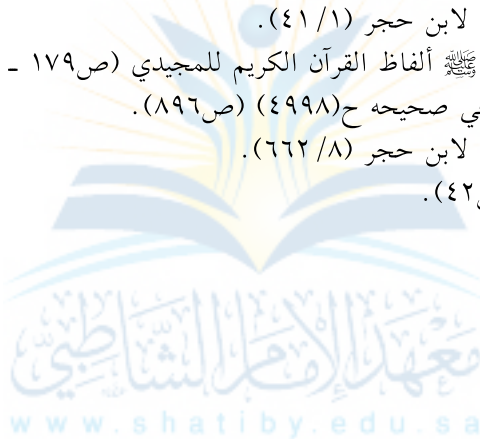 لابن حجر (٤١/١).
ﷺ ألفاظ القرآن الكريم للمجيدي (ص١٧٩ ـ
ي صحيحه ح(٤٩٩٨) (ص٨٩٦).
لابن حجر (٦٦٢/٨).
٤٢).
معهد الإمام الشاطبي
www.shatiby.edu.sa